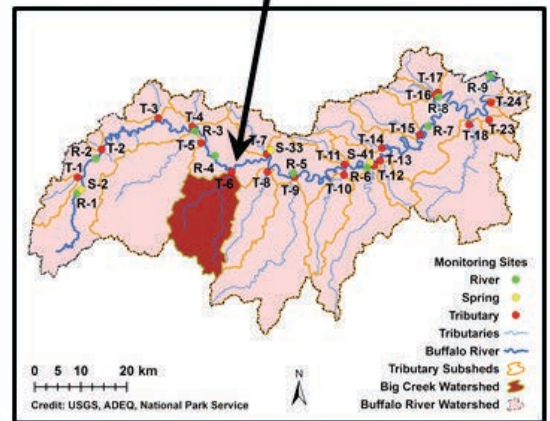 T-17
R-9
T-16
R-8
T-24
T-3
T-4
R-3
T-7
S-33
T-14
T-15
R-7
T-18
T-23
R-2
T-2
T-5
R-4
R-5
T-11
S-41
T-13
T-1
S-2
T-6
T-8
T-9
T-10
R-6
T-12
R-1
Monitoring Sites
River
Spring
Tributary
Tributaries
Buffalo River
Tributary Subsheds
Big Creek Watershed
Buffalo River Watershed
0 5 10 20 km
N
Credit: USGS, ADEQ, National Park Service